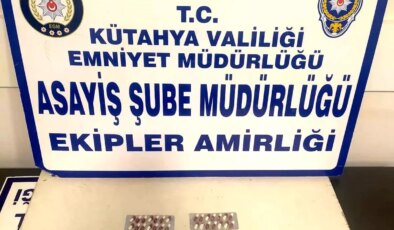 T.C.
KÜTAHYA VALİLİĞİ
EMNİYET MÜDÜRLÜĞÜ
ASAYİŞ ŞUBE MÜDÜRLÜĞÜ
EKİPLER AMİRLİĞİ